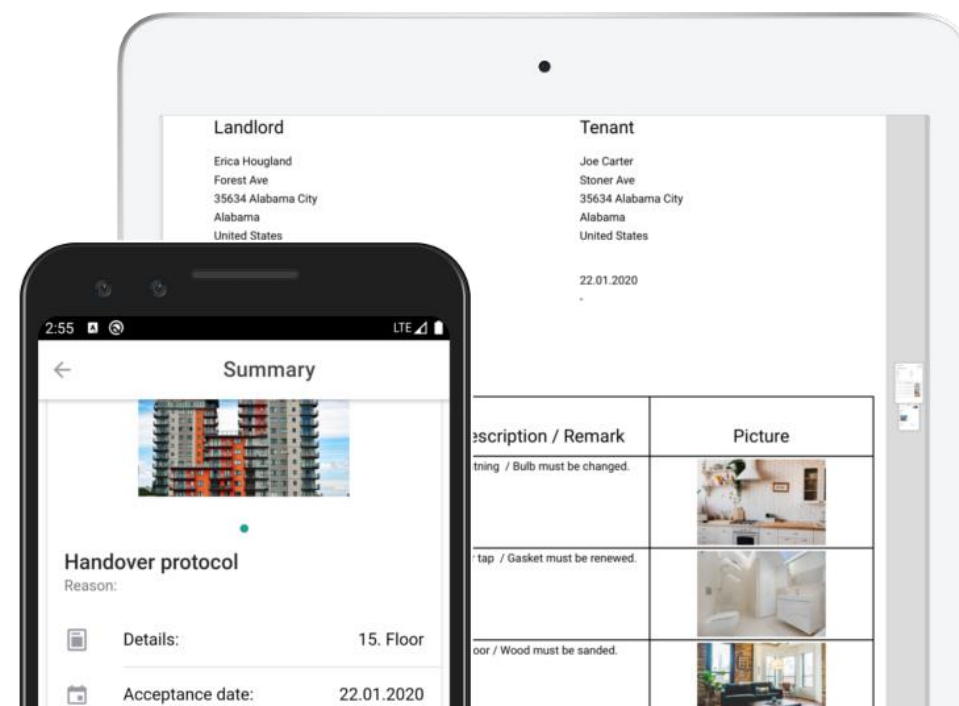 Landlord
Erica Hougland
Forest Ave
35634 Alabama City
Alabama
United States
Tenant
Joe Carter
Stoner Ave
35634 Alabama City
Alabama
United States
22.01.2020
-
escription / Remark
Picture
tning / Bulb must be changed.
tap / Gasket must be renewed.
oor / Wood must be sanded.
2:55
LTE
Summary
Handover protocol
Reason:
Details: 15. Floor
Acceptance date: 22.01.2020